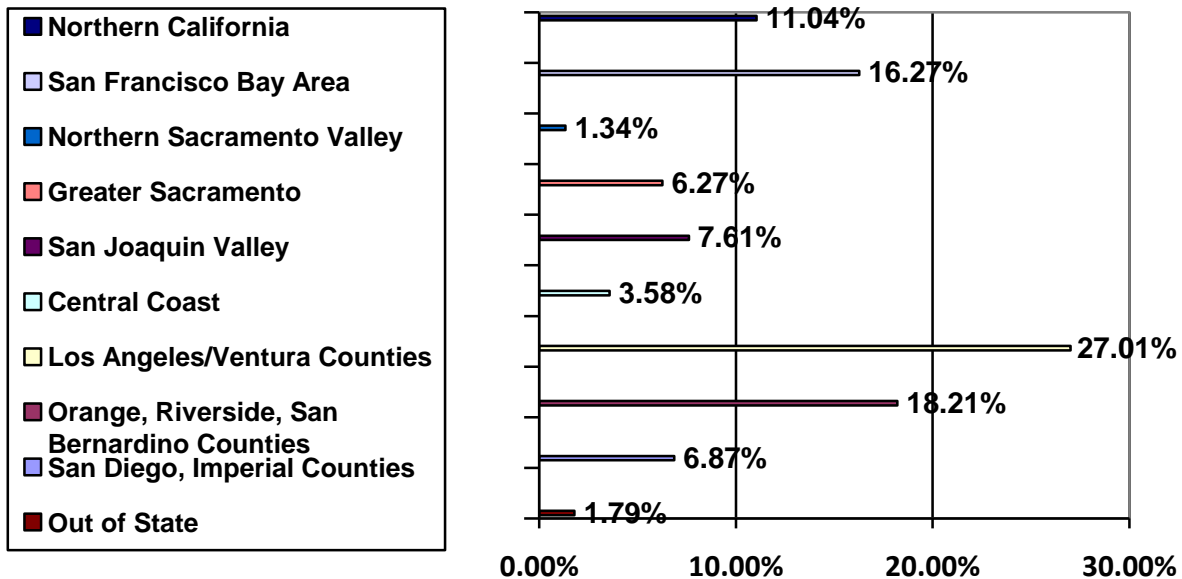 Northern California
San Francisco Bay Area
Northern Sacramento Valley
Greater Sacramento
San Joaquin Valley
Central Coast
Los Angeles/Ventura Counties
Orange, Riverside, San
Bernardino Counties
San Diego, Imperial Counties
Out of State
11.04%
16.27%
1.34%
6.27%
7.61%
3.58%
27.01%
18.21%
6.87%
1.79%
0.00% 10.00% 20.00% 30.00%